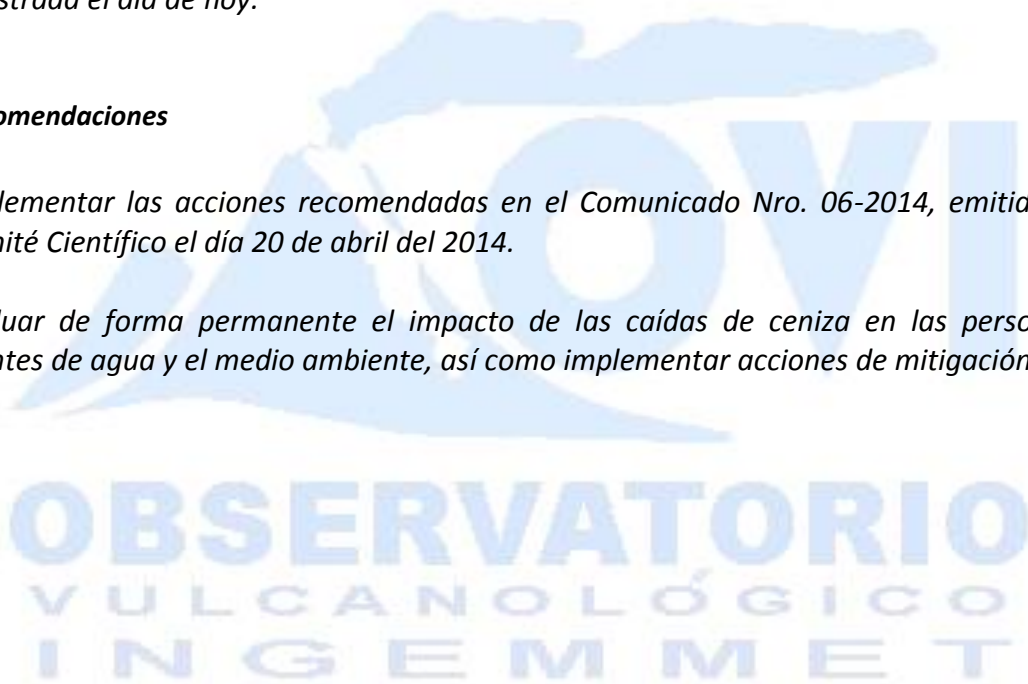 strada el día de hoy.
omendaciones
lementar las acciones recomendadas en el Comunicado Nro. 06-2014, emitid
mité Científico el día 20 de abril del 2014.
luar de forma permanente el impacto de las caídas de ceniza en las perso
ntes de agua y el medio ambiente, así como implementar acciones de mitigación
OVI
OBSERVATORIO
VULCANOLÓGICO
INGEMMET